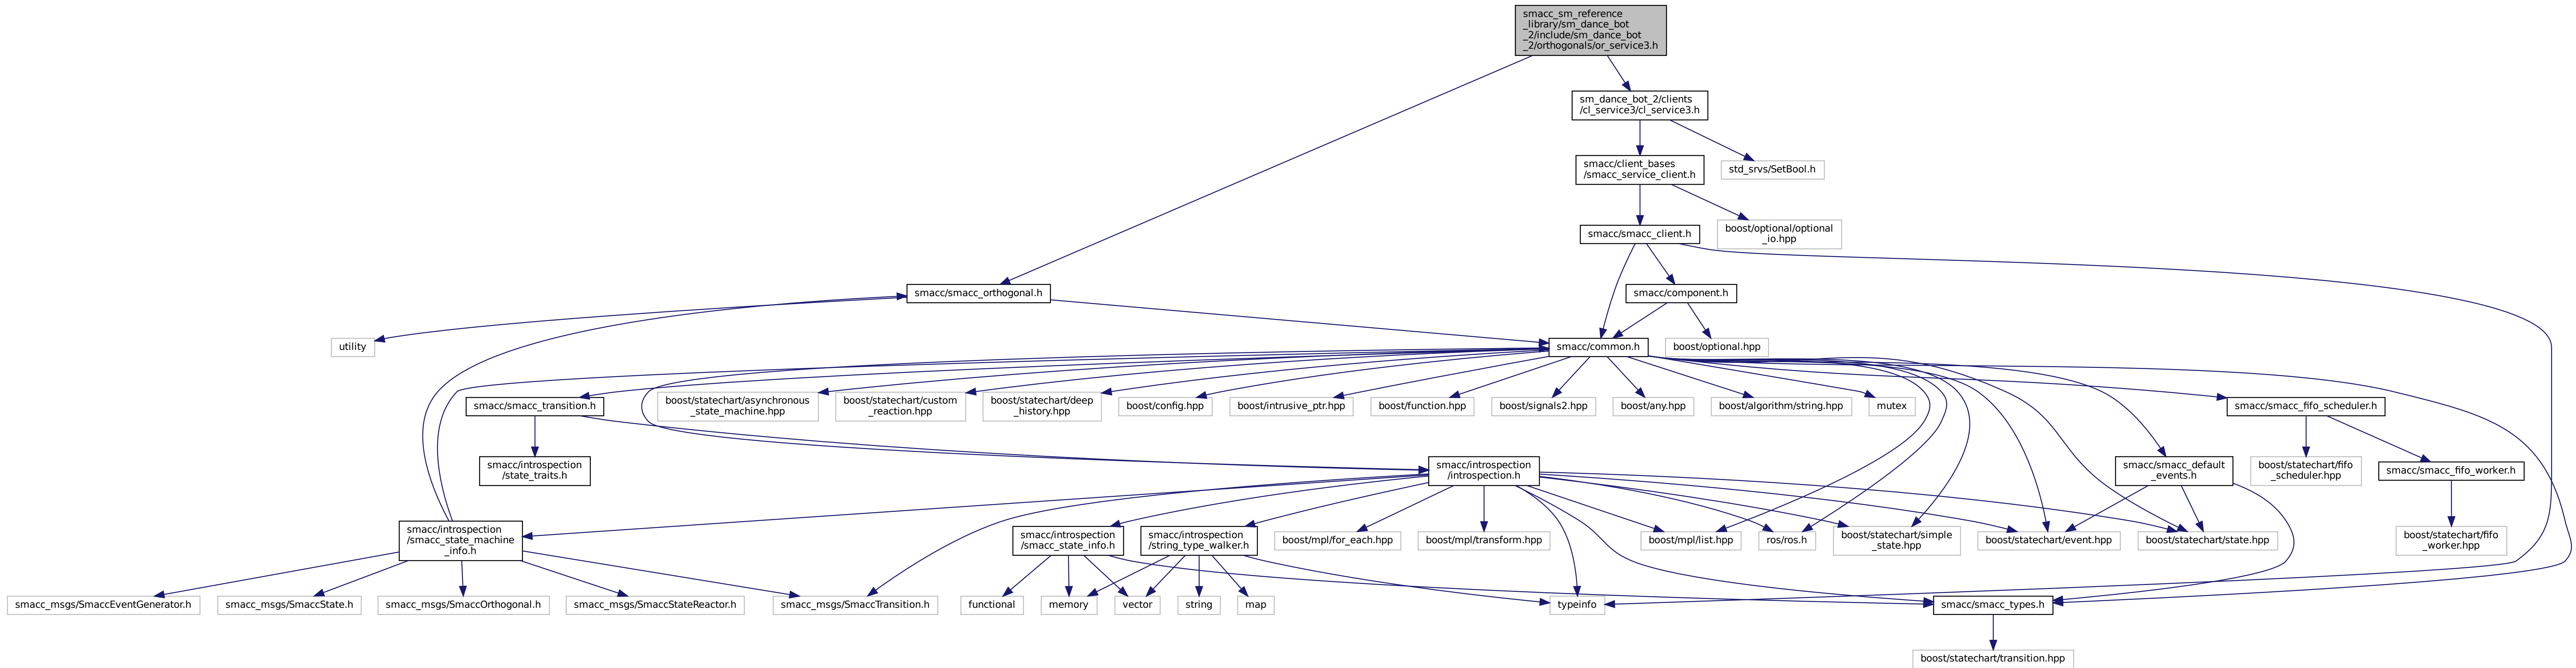 smacc_sm_reference
_library/sm_dance_bot
_2/include/sm_dance_bot
_2/orthogonals/or_service3.h
sm_dance_bot_2/clients
/cl_service3/cl_service3.h
smacc/client_bases
/smacc_service_client.h
std_srvs/SetBool.h
smacc/smacc_client.h
boost/optional/optional
_io.hpp
smacc/smacc_orthogonal.h
smacc/component.h
utility
smacc/common.h
boost/optional.hpp
smacc/smacc_transition.h
boost/statechart/asynchronous
_state_machine.hpp
boost/statechart/custom
_reaction.hpp
boost/statechart/deep
_history.hpp
boost/config.hpp
boost/intrusive_ptr.hpp
boost/function.hpp
boost/signals2.hpp
boost/any.hpp
boost/algorithm/string.hpp
mutex
smacc/smacc_fifo_scheduler.h
smacc/introspection
/state_traits.h
smacc/introspection
/introspection.h
smacc/smacc_default
_events.h
boost/statechart/fifo
_scheduler.hpp
smacc/smacc_fifo_worker.h
smacc/introspection
/smacc_state_machine
_info.h
smacc/introspection
/smacc_state_info.h
smacc/introspection
/string_type_walker.h
boost/mpl/for_each.hpp
boost/mpl/transform.hpp
boost/mpl/list.hpp
ros/ros.h
boost/statechart/simple
_state.hpp
boost/statechart/event.hpp
boost/statechart/state.hpp
boost/statechart/fifo
_worker.hpp
smacc_msgs/SmaccEventGenerator.h
smacc_msgs/SmaccState.h
smacc_msgs/SmaccOrthogonal.h
smacc_msgs/SmaccStateReactor.h
smacc_msgs/SmaccTransition.h
functional
memory
vector
string
map
typeinfo
smacc/smacc_types.h
boost/statechart/transition.hpp